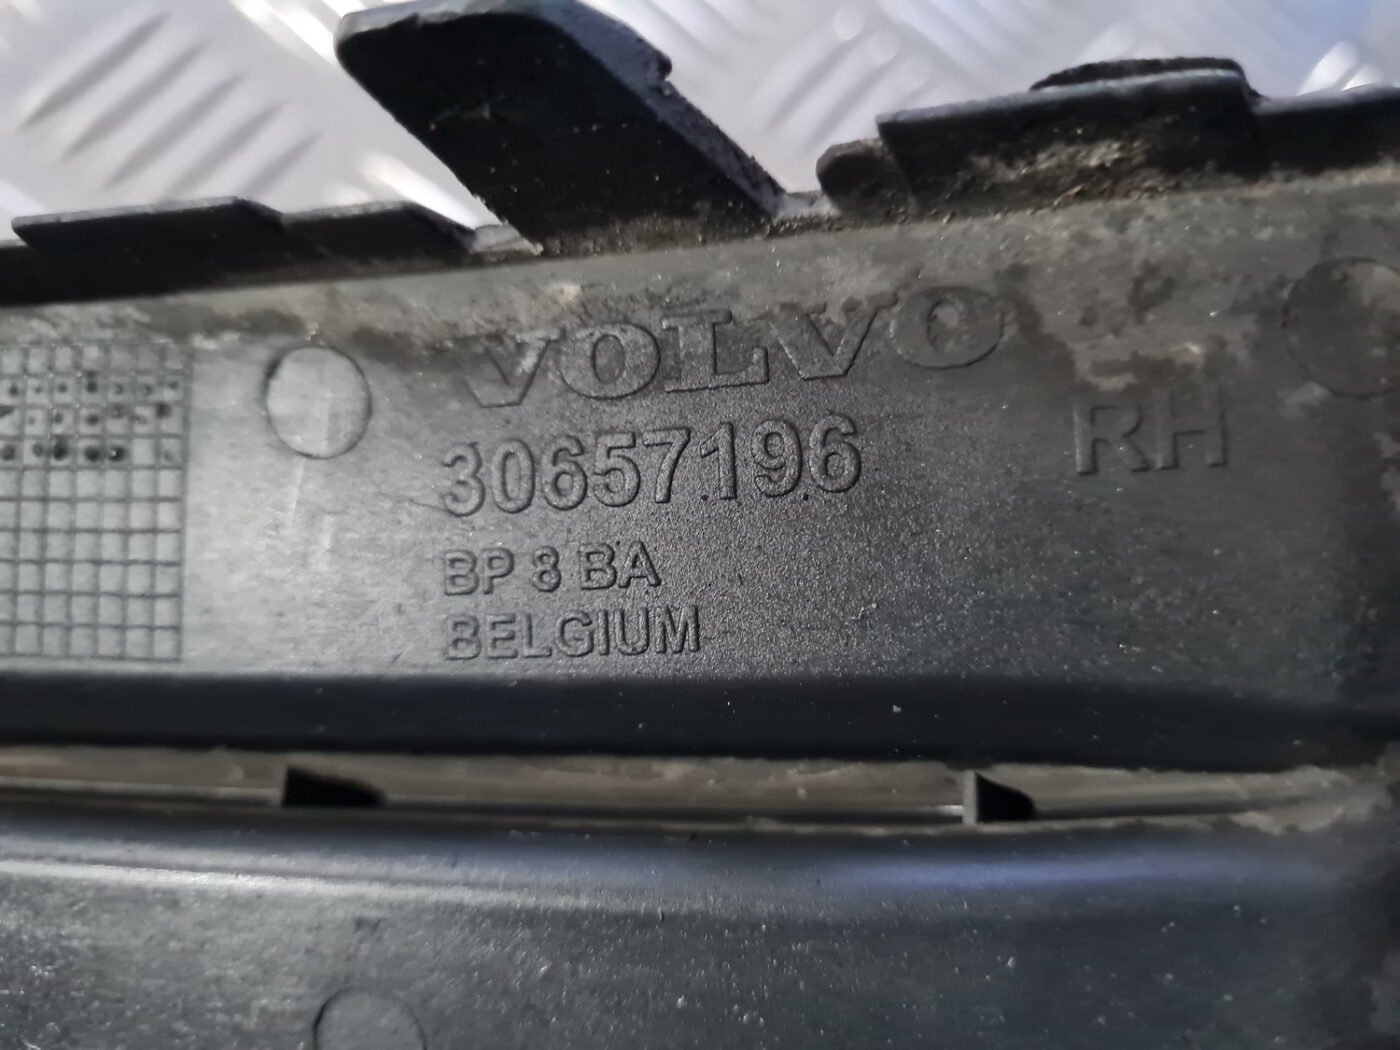 VOLVO
30657196
RH
BP 8 BA
BELGIUM